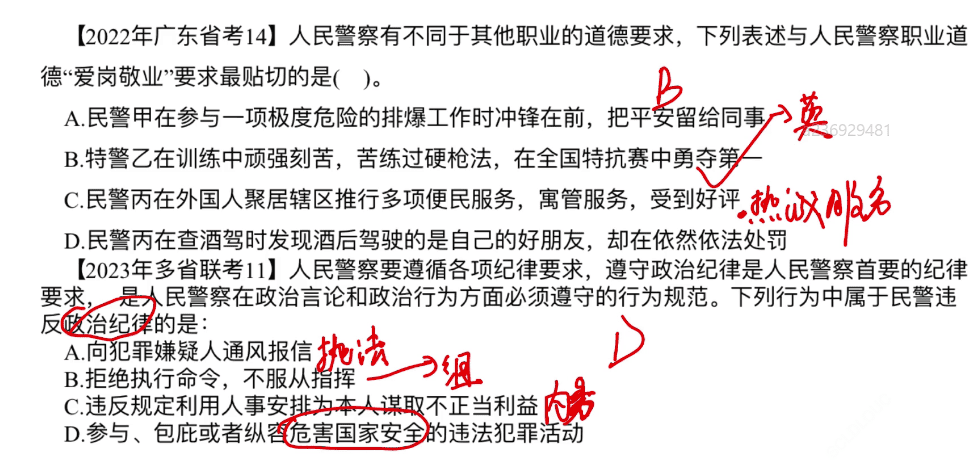 【2022年广东省考14】人民警察有不同于其他职业的道德要求，下列表述与人民警察职业道
德“爱岗敬业”要求最贴切的是(　)。
B
A.民警甲在参与一项极度危险的排爆工作时冲锋在前，把平安留给同事
英
36929481
B.特警乙在训练中顽强刻苦，苦练过硬枪法，在全国特抗赛中勇夺第一
C.民警丙在外国人聚居辖区推行多项便民服务，寓管服务，受到好评
热诚服务
D.民警丙在查酒驾时发现酒后驾驶的是自己的好朋友，却在依然依法处罚
【2023年多省联考11】人民警察要遵循各项纪律要求，遵守政治纪律是人民警察首要的纪律
要求，　是人民警察在政治言论和政治行为方面必须遵守的行为规范。下列行为中属于民警违
反政治纪律的是：
D
A.向犯罪嫌疑人通风报信
执法
B.拒绝执行命令，不服从指挥
组
C.违反规定利用人事安排为本人谋取不正当利益
内务
D.参与、包庇或者纵容危害国家安全的违法犯罪活动